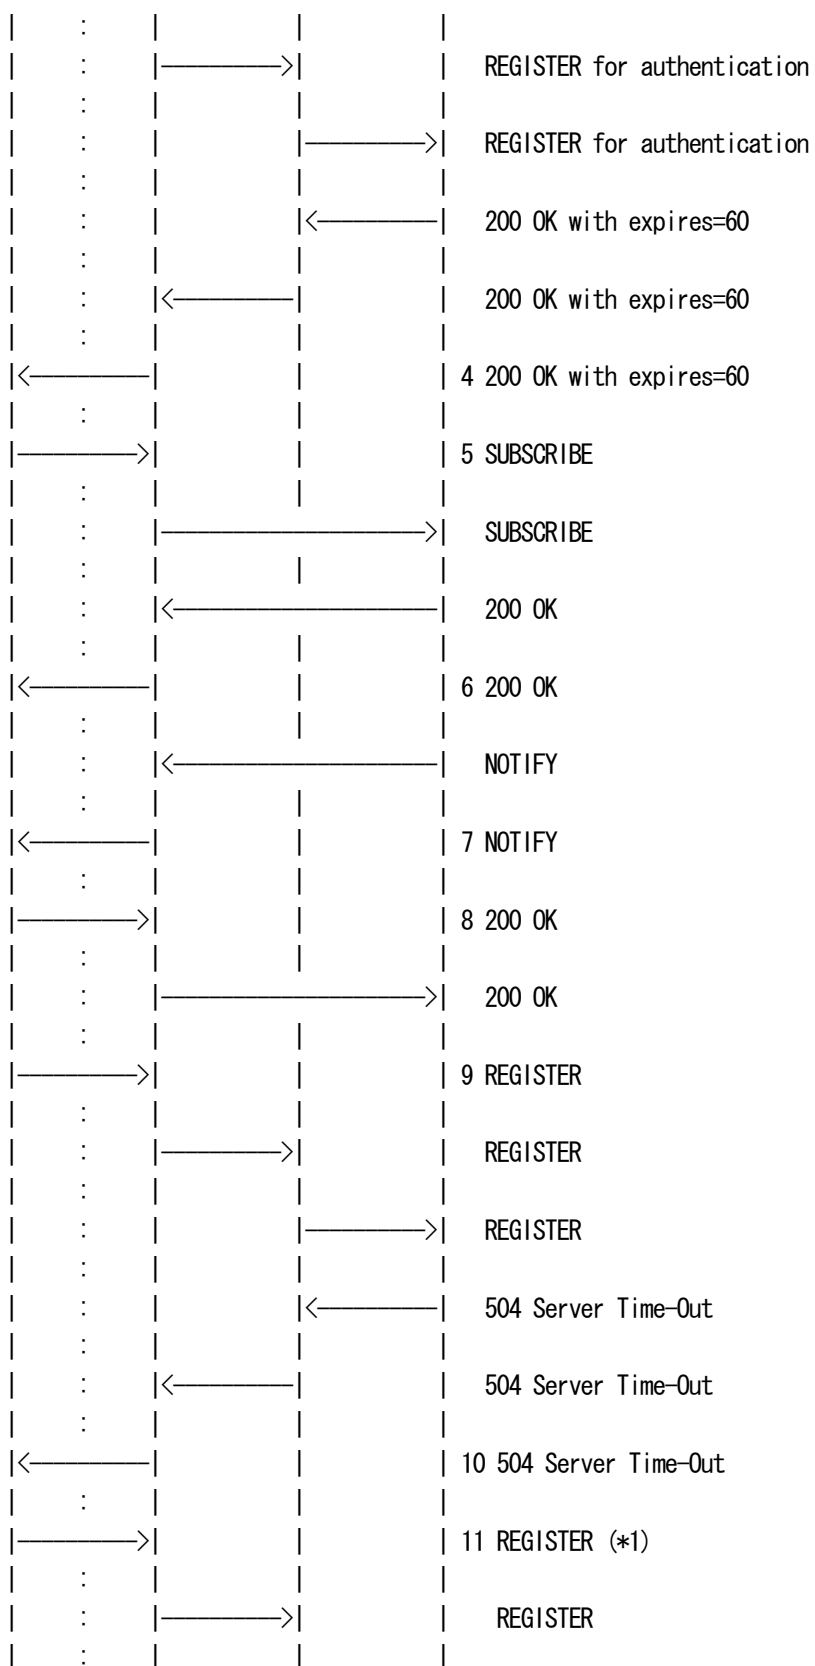 REGISTER for authentication
REGISTER for authentication
200 OK with expires=60
200 OK with expires=60
4 200 OK with expires=60
5 SUBSCRIBE
SUBSCRIBE
200 OK
6 200 OK
NOTIFY
7 NOTIFY
8 200 OK
200 OK
9 REGISTER
REGISTER
REGISTER
504 Server Time-Out
504 Server Time-Out
10 504 Server Time-Out
11 REGISTER (*1)
REGISTER